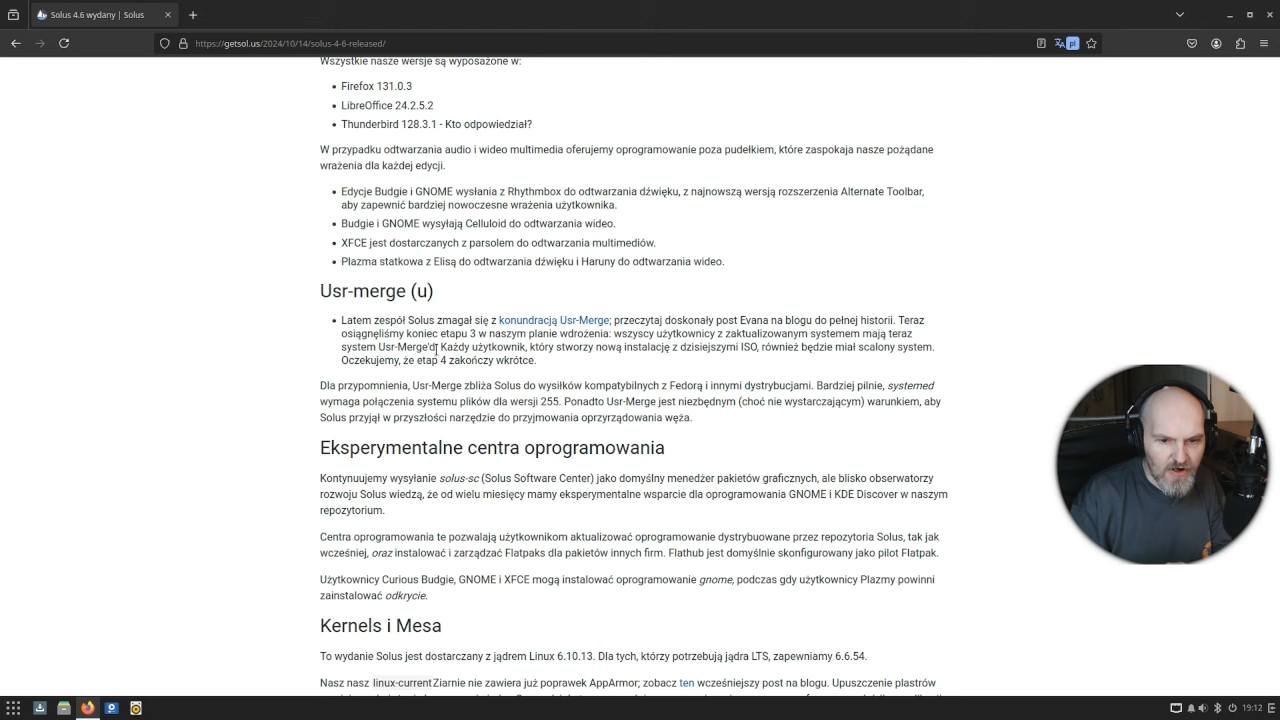 Solus 4.6 wydany | Solus
https://getsol.us/2024/10/14/solus-4-6-released/
pl
Wszystkie nasze wersje są wyposażone w:
Firefox 131.0.3
LibreOffice 24.2.5.2
Thunderbird 128.3.1 - Kto odpowiedział?
W przypadku odtwarzania audio i wideo multimedia oferujemy oprogramowanie poza pudełkiem, które zaspokaja nasze pożądane
wrażenia dla każdej edycji.
Edycje Budgie i GNOME wysłania z Rhythmbox do odtwarzania dźwięku, z najnowszą wersją rozszerzenia Alternate Toolbar,
aby zapewnić bardziej nowoczesne wrażenia użytkownika.
Budgie i GNOME wysyłają Celluloid do odtwarzania wideo.
XFCE jest dostarczanych z parsolem do odtwarzania multimediów.
Plazma statkowa z Elisą do odtwarzania dźwięku i Haruny do odtwarzania wideo.
Usr-merge (u)
Latem zespół Solus zmagał się z konundracją Usr-Merge; przeczytaj doskonały post Evana na blogu do pełnej historii. Teraz
osiągnęliśmy koniec etapu 3 w naszym planie wdrożenia: wszyscy użytkownicy z zaktualizowanym systemem mają teraz
system Usr-Merge'd! Każdy użytkownik, który stworzy nową instalację z dzisiejszymi ISO, również będzie miał scalony system.
Oczekujemy, że etap 4 zakończy wkrótce.
Dla przypomnienia, Usr-Merge zbliża Solus do wysiłków kompatybilnych z Fedorą i innymi dystrybucjami. Bardziej pilnie, systemed
wymaga połączenia systemu plików dla wersji 255. Ponadto Usr-Merge jest niezbędnym (choć nie wystarczającym) warunkiem, aby
Solus przyjął w przyszłości narzędzie do przyjmowania oprzyrządowania węża.
Eksperymentalne centra oprogramowania
Kontynuujemy wysyłanie solus-sc (Solus Software Center) jako domyślny menedżer pakietów graficznych, ale blisko obserwatorzy
rozwoju Solus wiedzą, że od wielu miesięcy mamy eksperymentalne wsparcie dla oprogramowania GNOME i KDE Discover w naszym
repozytorium.
Centra oprogramowania te pozwalają użytkownikom aktualizować oprogramowanie dystrybuowane przez repozytoria Solus, tak jak
wcześniej, oraz instalować i zarządzać Flatpaks dla pakietów innych firm. Flathub jest domyślnie skonfigurowany jako pilot Flatpak.
Użytkownicy Curious Budgie, GNOME i XFCE mogą instalować oprogramowanie gnome, podczas gdy użytkownicy Plazmy powinni
zainstalować odkrycie.
Kernels i Mesa
To wydanie Solus jest dostarczany z jądrem Linux 6.10.13. Dla tych, którzy potrzebują jądra LTS, zapewniamy 6.6.54.
Nasz nasz linux-current Ziarnie nie zawiera już poprawek AppArmor; zobacz ten wcześniejszy post na blogu. Upuszczenie plastrów
19:12